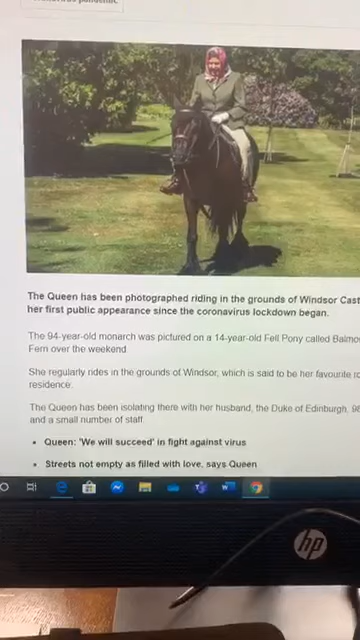 The Queen has been photographed riding in the grounds of Windsor Cast
her first public appearance since the coronavirus lockdown began.
The 94-year-old monarch was pictured on a 14-year-old Fell Pony called Balmo
Fern over the weekend.
She regularly rides in the grounds of Windsor, which is said to be her favourite ro
residence.
The Queen has been isolating there with her husband, the Duke of Edinburgh, 98
and a small number of staff.
• Queen: 'We will succeed' in fight against virus
• Streets not empty as filled with love, says Queen
hp